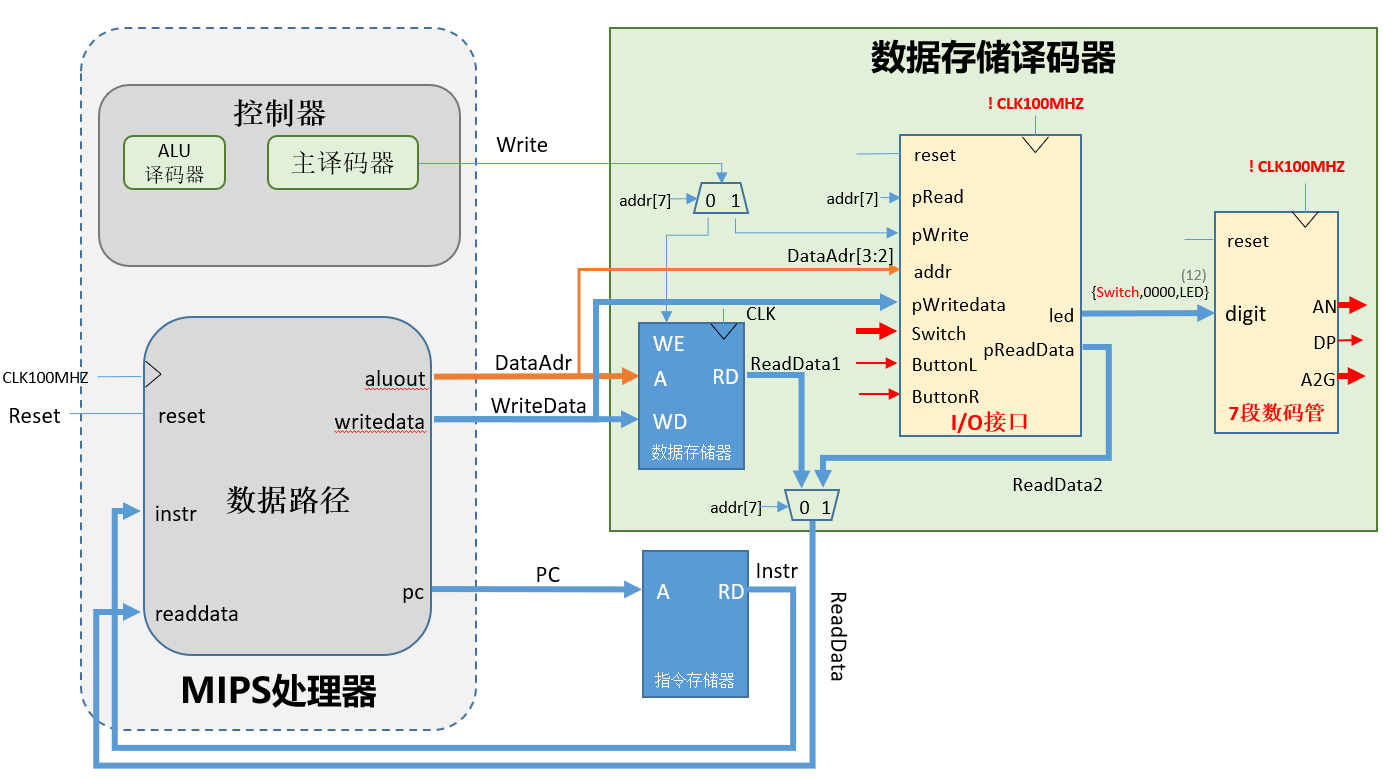 数据存储译码器
控制器
ALU
译码器
主译码器
Write
addr[7]
0 1
! CLK100MHZ
reset
addr[7]
pRead
pWrite
DataAdr[3:2]
addr
pWritedata
Switch
ButtonL
ButtonR
led
pReadData
I/O接口
! CLK100MHZ
reset
(12)
{Switch,0000,LED}
digit
AN
DP
A2G
7段数码管
CLK
WE
A
RD
WD
数据存储器
ReadData1
DataAdr
WriteData
CLK100MHZ
Reset
reset
aluout
writedata
数据路径
instr
readdata
pc
MIPS处理器
addr[7]
0 1
ReadData2
PC
A
RD
Instr
指令存储器
ReadData